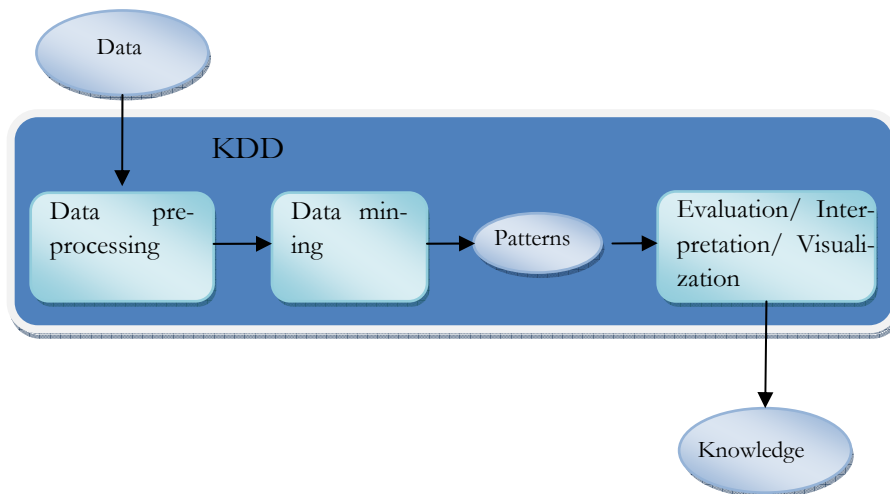 Data
KDD
Data pre-
processing
Data min-
ing
Patterns
Evaluation/ Inter-
pretation/ Visuali-
zation
Knowledge